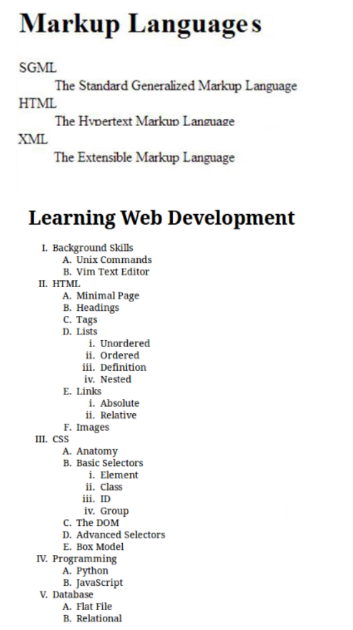 Markup Languages
SGML
The Standard Generalized Markup Language
HTML
The Hypertext Markup Language
XML
The Extensible Markup Language
Learning Web Development
I. Background Skills
A. Unix Commands
B. Vim Text Editor
II. HTML
A. Minimal Page
B. Headings
C. Tags
D. Lists
i. Unordered
ii. Ordered
iii. Definition
iv. Nested
E. Links
i. Absolute
ii. Relative
F. Images
III. CSS
A. Anatomy
B. Basic Selectors
i. Element
ii. Class
iii. ID
iv. Group
C. The DOM
D. Advanced Selectors
E. Box Model
IV. Programming
A. Python
B. JavaScript
V. Database
A. Flat File
B. Relational